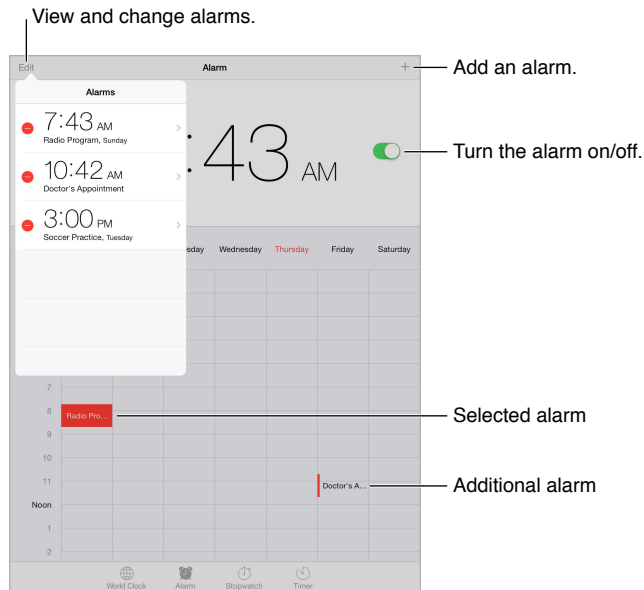 View and change alarms.
Edit
Alarm
+
Add an alarm.
Alarms
7:43 AM
Radio Program, Sunday
10:42 AM
Doctor's Appointment
3:00 PM
Soccer Practice, Tuesday
:43 AM
Turn the alarm on/off.
sday Wednesday Thursday Friday Saturday
7
8
Radio Pro...
Selected alarm
9
10
11
Doctor's A...
Additional alarm
Noon
1
2
World Clock Alarm Stopwatch Timer